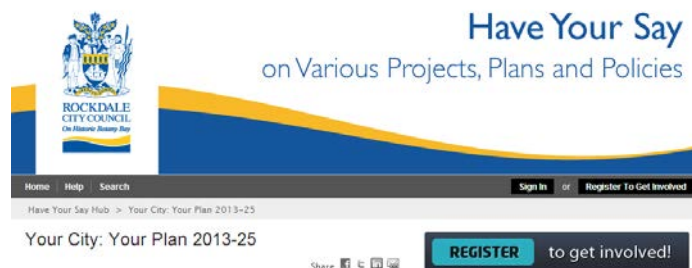 Have Your Say
on Various Projects, Plans and Policies
ROCKDALE
CITY COUNCIL
On Historic Botany Bay
Home Help Search
Sign In or Register To Get Involved
Have Your Say Hub > Your City: Your Plan 2013-25
Your City: Your Plan 2013-25
Share
REGISTER to get involved!